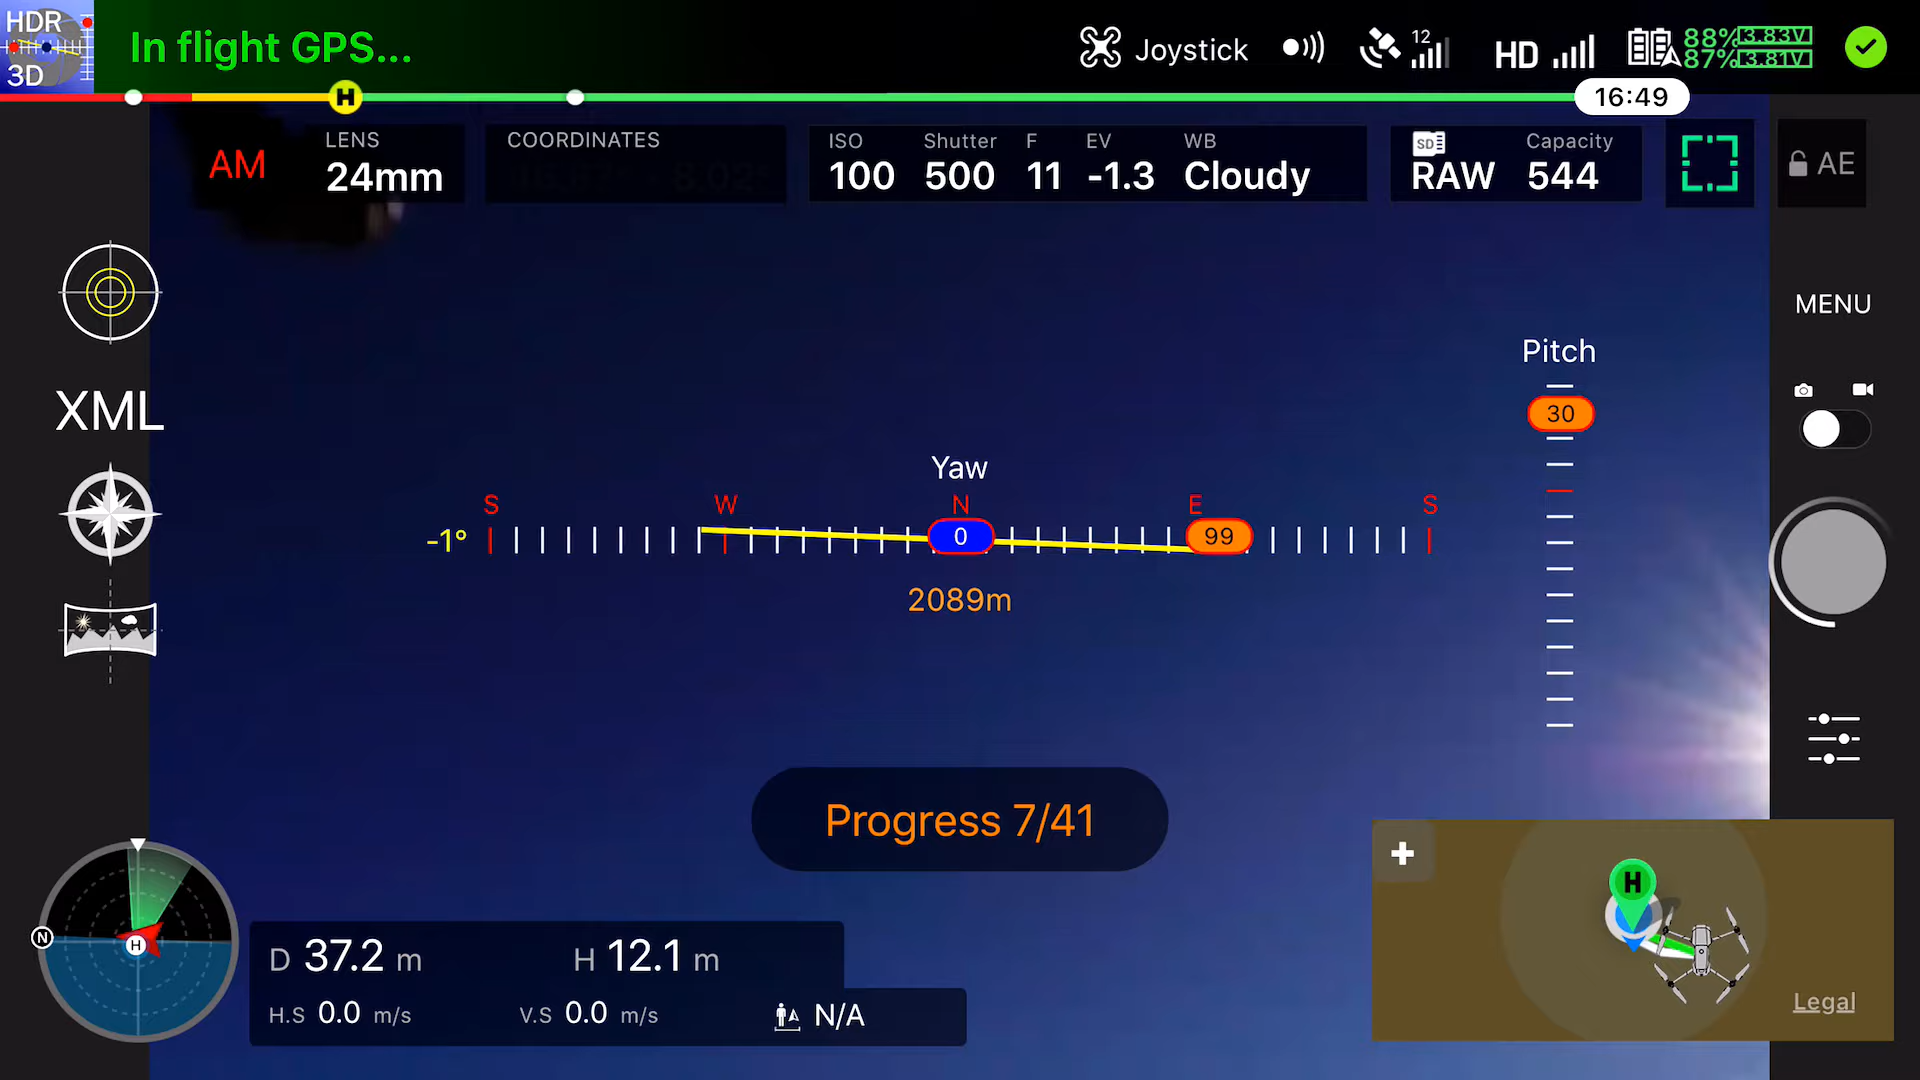 HDR
3D
In flight GPS...
Joystick
12
HD
88% 3.83V
87% 3.81V
H
16:49
AM
LENS
24mm
COORDINATES
ISO Shutter F EV WB
100 500 11 -1.3 Cloudy
SD Capacity
RAW 544
AE
XML
MENU
Pitch
30
Yaw
S W N E S
-1° 0 99
2089m
Progress 7/41
N
H
D 37.2 m H 12.1 m
H.S 0.0 m/s V.S 0.0 m/s N/A
H
Legal